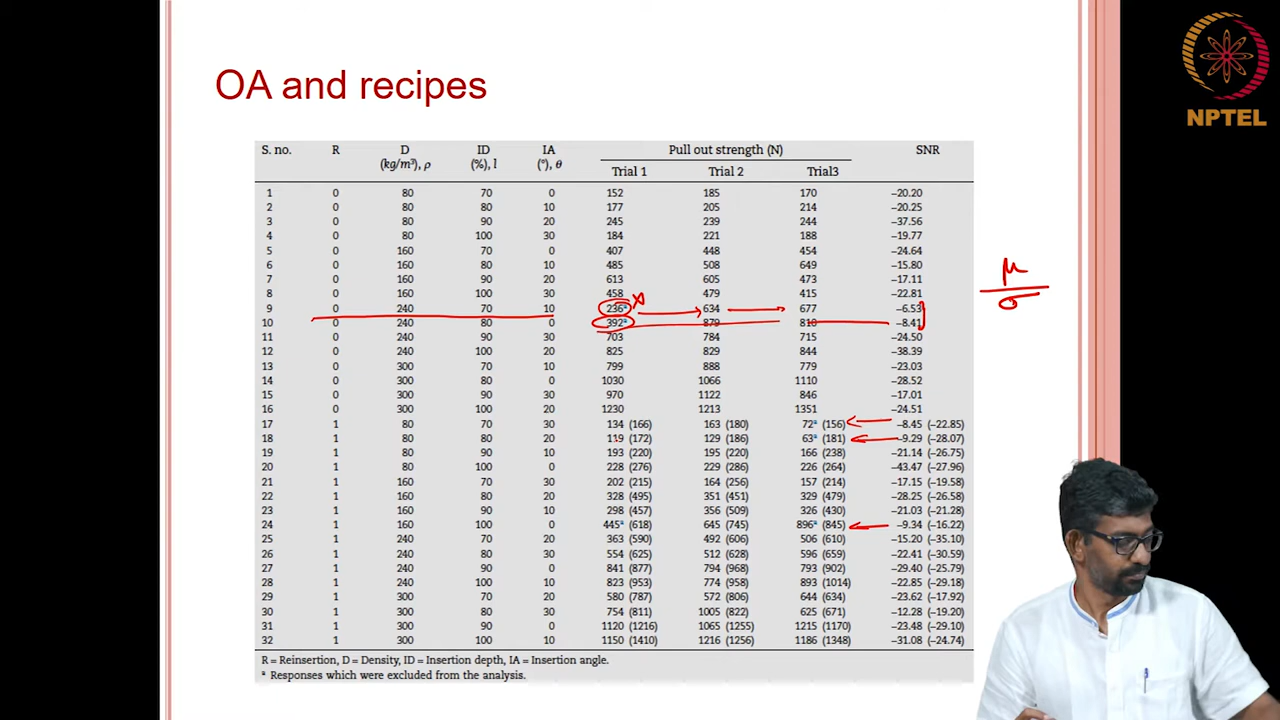 OA and recipes
NPTEL
S. no. R D ID IA Pull out strength (N) SNR
(kg/m³), ρ (%), l (°), θ Trial 1 Trial 2 Trial3
1 0 80 70 0 152 185 170 −20.20
2 0 80 80 10 177 205 214 −20.25
3 0 80 90 20 245 239 244 −37.56
4 0 80 100 30 184 221 188 −19.77
5 0 160 70 0 407 448 454 −24.64
6 0 160 80 10 485 508 649 −15.80
7 0 160 90 20 613 605 473 −17.11
8 0 160 100 30 458 479 415 −22.81
9 0 240 70 10 236ª 634 677 −6.53
10 0 240 80 0 392ª 879 810 −8.41
11 0 240 90 30 703 784 715 −24.50
12 0 240 100 20 825 829 844 −38.39
13 0 300 70 10 799 888 779 −23.03
14 0 300 80 0 1030 1066 1110 −28.52
15 0 300 90 30 970 1122 846 −17.01
16 0 300 100 20 1230 1213 1351 −24.51
17 1 80 70 30 134 (166) 163 (180) 72ª (156) −8.45 (−22.85)
18 1 80 80 20 119 (172) 129 (186) 63ª (181) −9.29 (−28.07)
19 1 80 90 10 193 (220) 195 (220) 166 (238) −21.14 (−26.75)
20 1 80 100 0 228 (276) 229 (286) 226 (264) −43.47 (−27.96)
21 1 160 70 30 202 (215) 164 (256) 157 (214) −17.15 (−19.58)
22 1 160 80 20 328 (495) 351 (451) 329 (479) −28.25 (−26.58)
23 1 160 90 10 298 (457) 356 (509) 326 (430) −21.03 (−21.28)
24 1 160 100 0 445ª (618) 645 (745) 896ª (845) −9.34 (−16.22)
25 1 240 70 20 363 (590) 492 (606) 506 (610) −15.20 (−35.10)
26 1 240 80 30 554 (625) 512 (628) 596 (659) −22.41 (−30.59)
27 1 240 90 0 841 (877) 794 (968) 793 (902) −29.40 (−25.79)
28 1 240 100 10 823 (953) 774 (958) 893 (1014) −22.85 (−29.18)
29 1 300 70 20 580 (787) 572 (806) 644 (634) −23.62 (−17.92)
30 1 300 80 30 754 (811) 1005 (822) 625 (671) −12.28 (−19.20)
31 1 300 90 0 1120 (1216) 1065 (1255) 1215 (1170) −23.48 (−29.10)
32 1 300 100 10 1150 (1410) 1216 (1256) 1186 (1348) −31.08 (−24.74)
R = Reinsertion, D = Density, ID = Insertion depth, IA = Insertion angle.
ª Responses which were excluded from the analysis.
μ
σ